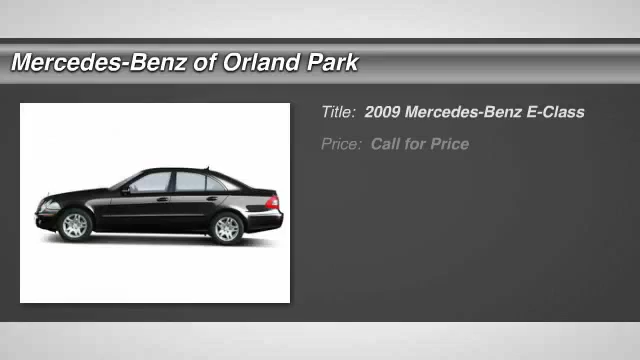 Mercedes-Benz of Orland Park
Title: 2009 Mercedes-Benz E-Class
Price: Call for Price